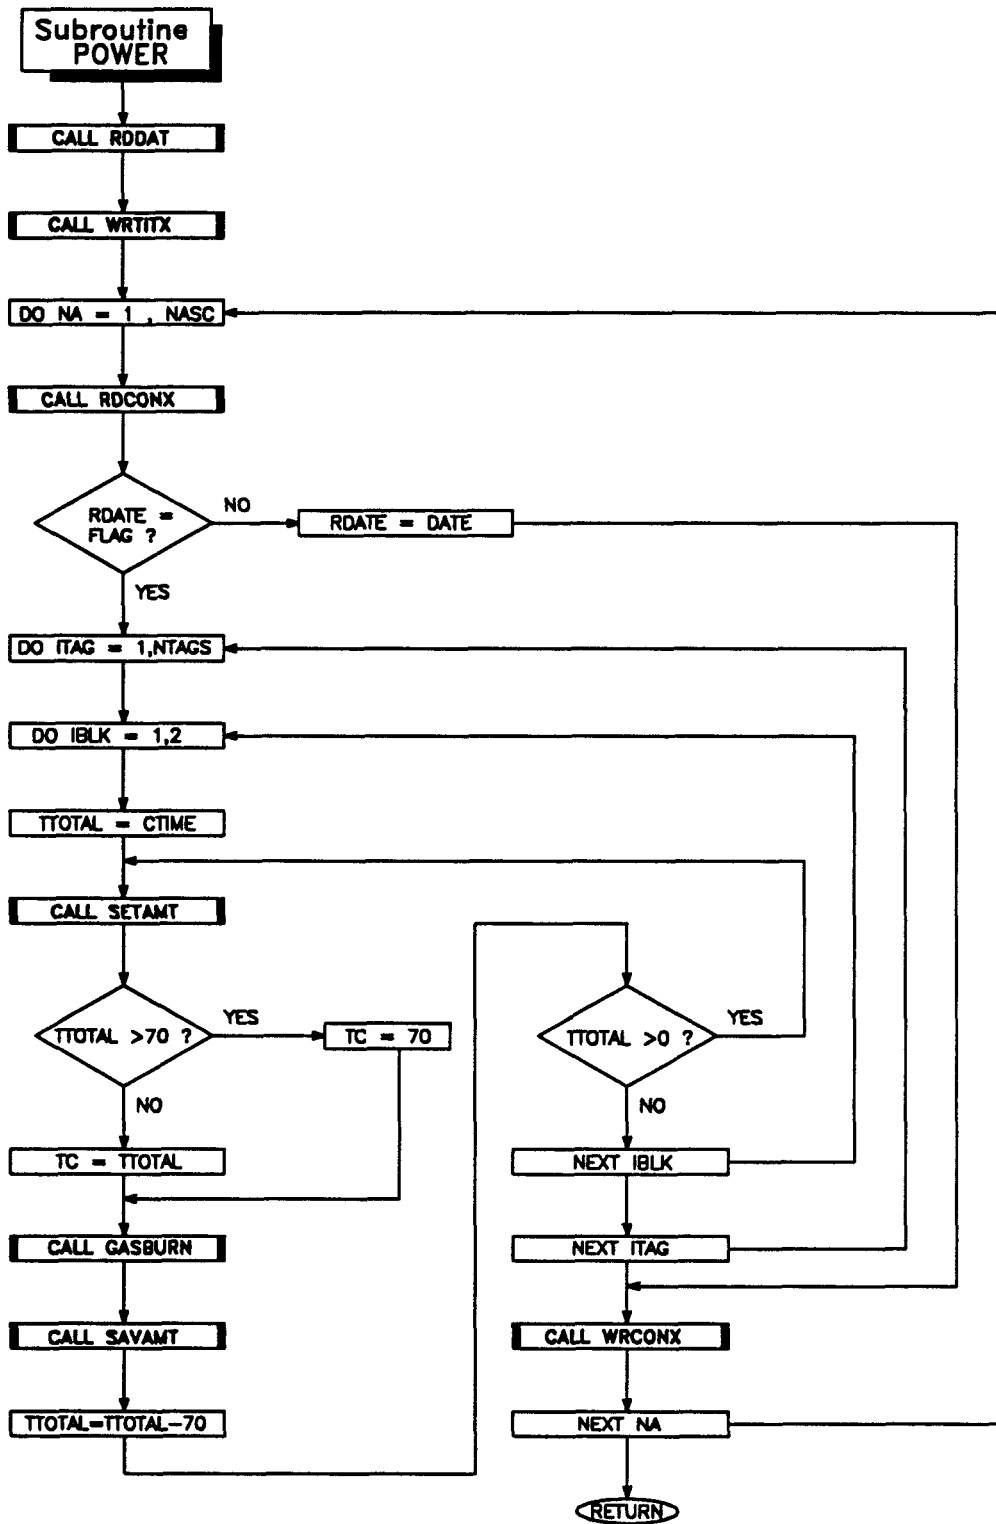 Subroutine
POWER
CALL RDDAT
CALL WRTITX
DO NA = 1 , NASC
CALL RDCONX
RDATE =
FLAG ?
NO
RDATE = DATE
YES
DO ITAG = 1,NTAGS
DO IBLK = 1,2
TTOTAL = CTIME
CALL SETAMT
TTOTAL >70 ?
YES
TC = 70
NO
TC = TTOTAL
CALL GASBURN
CALL SAVAMT
TTOTAL=TTOTAL-70
TTOTAL >0 ?
YES
NO
NEXT IBLK
NEXT ITAG
CALL WRCONX
NEXT NA
RETURN